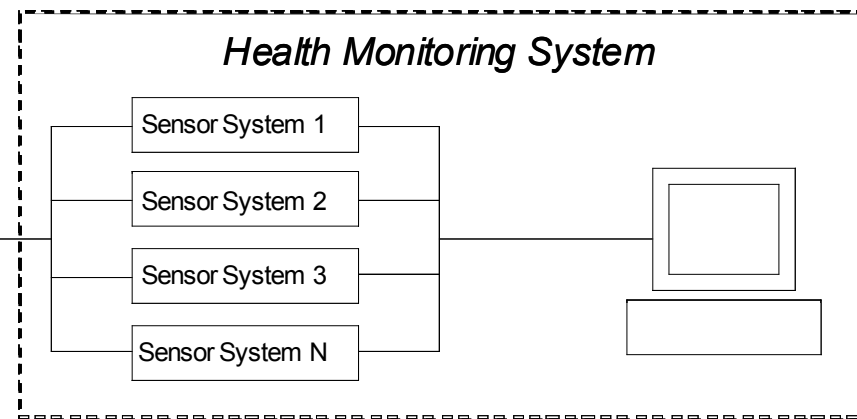 Health Monitoring System
Sensor System 1
Sensor System 2
Sensor System 3
Sensor System N